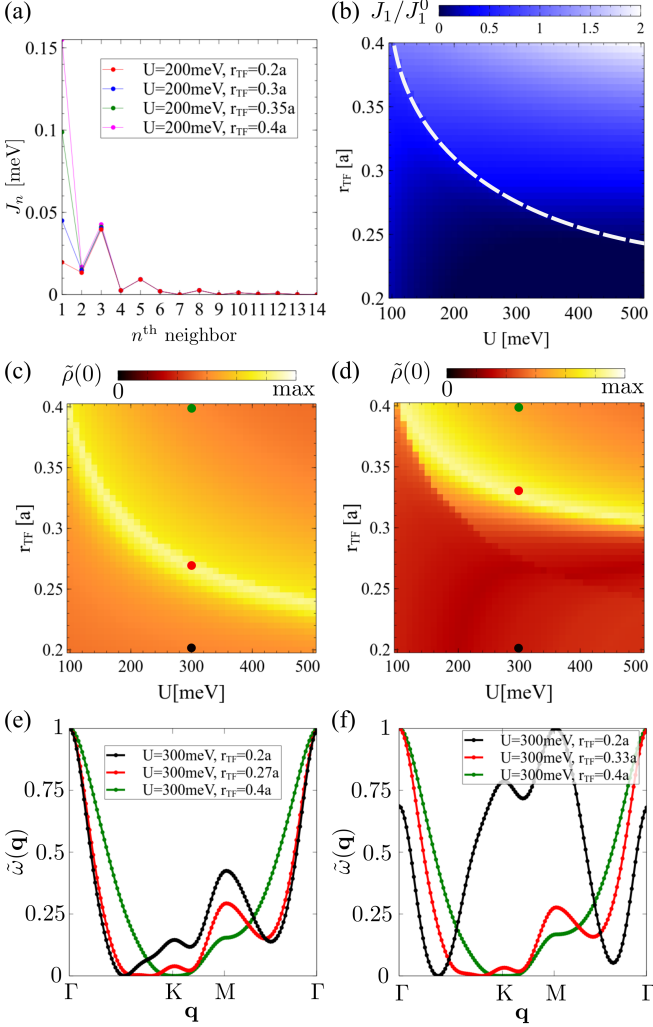 (a)
0.15
0.1
0.05
0
J_n [meV]
U=200meV, r_TF=0.2a
U=200meV, r_TF=0.3a
U=200meV, r_TF=0.35a
U=200meV, r_TF=0.4a
1 2 3 4 5 6 7 8 9 10 11 12 13 14
n^th neighbor
(b)
J_1/J_1^0
0 1 2
0.4
0.3
0.25
0.2
r_TF [a]
100 200 300 400 500
U [meV]
(c)
ρ̃(0)
0 max
0.4
0.35
0.3
0.25
0.2
r_TF [a]
100 200 300 400 500
U[meV]
(d)
ρ̃(0)
0 max
0.4
0.35
0.3
0.25
0.2
r_TF [a]
100 200 300 400 500
U[meV]
(e)
1
0.75
0.5
0.25
0
ω̃(q)
U=300meV, r_TF=0.2a
U=300meV, r_TF=0.27a
U=300meV, r_TF=0.4a
Γ K M Γ
q
(f)
1
0.75
0.5
0.25
0
ω̃(q)
U=300meV, r_TF=0.2a
U=300meV, r_TF=0.33a
U=300meV, r_TF=0.4a
Γ K M Γ
q